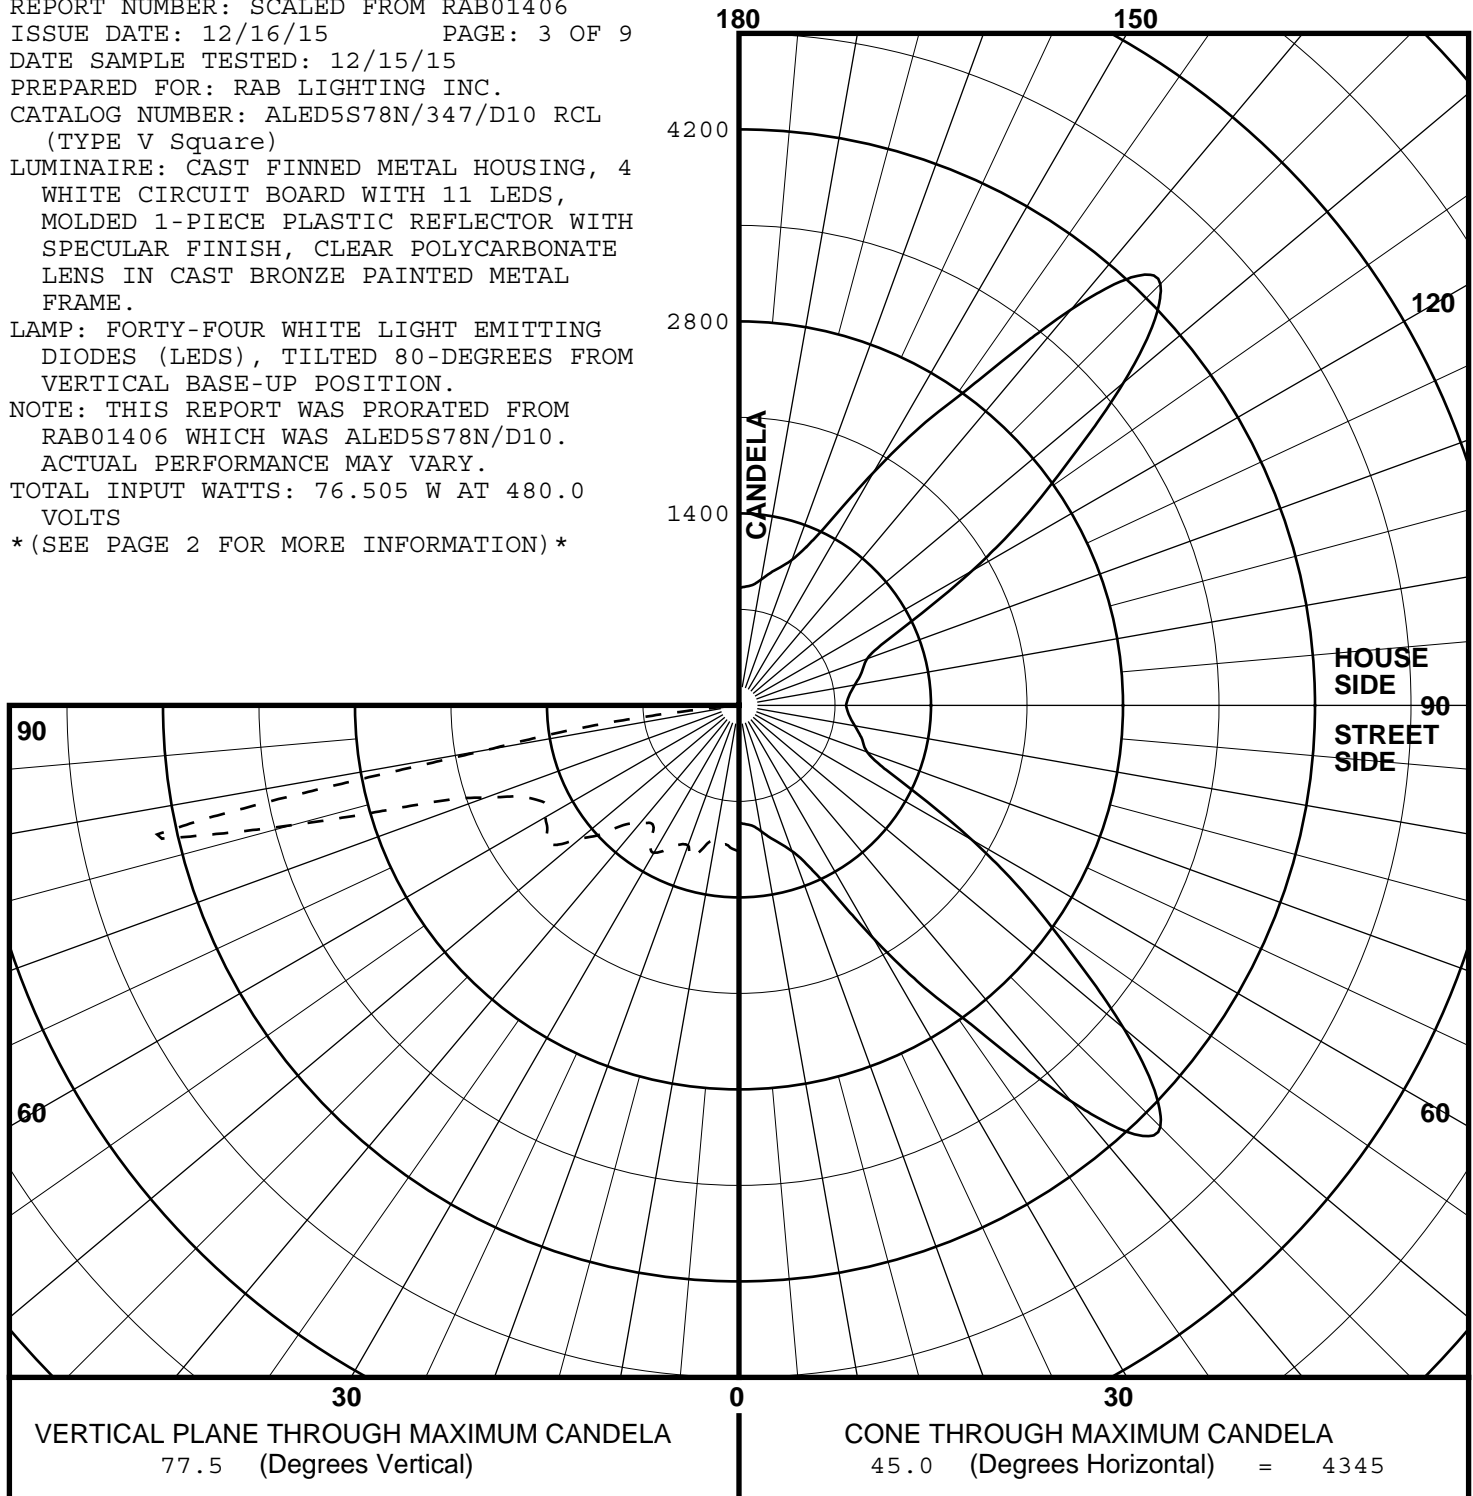 REPORT NUMBER: SCALED FROM RAB01406
ISSUE DATE: 12/16/15 PAGE: 3 OF 9
DATE SAMPLE TESTED: 12/15/15
PREPARED FOR: RAB LIGHTING INC.
CATALOG NUMBER: ALED5S78N/347/D10 RCL
(TYPE V Square)
LUMINAIRE: CAST FINNED METAL HOUSING, 4
WHITE CIRCUIT BOARD WITH 11 LEDS,
MOLDED 1-PIECE PLASTIC REFLECTOR WITH
SPECULAR FINISH, CLEAR POLYCARBONATE
LENS IN CAST BRONZE PAINTED METAL
FRAME.
LAMP: FORTY-FOUR WHITE LIGHT EMITTING
DIODES (LEDS), TILTED 80-DEGREES FROM
VERTICAL BASE-UP POSITION.
NOTE: THIS REPORT WAS PRORATED FROM
RAB01406 WHICH WAS ALED5S78N/D10.
ACTUAL PERFORMANCE MAY VARY.
TOTAL INPUT WATTS: 76.505 W AT 480.0
VOLTS
*(SEE PAGE 2 FOR MORE INFORMATION)*
180
150
4200
120
2800
CANDELA
1400
HOUSE
SIDE
90
90
STREET
SIDE
60
60
30
0
30
VERTICAL PLANE THROUGH MAXIMUM CANDELA
77.5 (Degrees Vertical)
CONE THROUGH MAXIMUM CANDELA
45.0 (Degrees Horizontal) = 4345